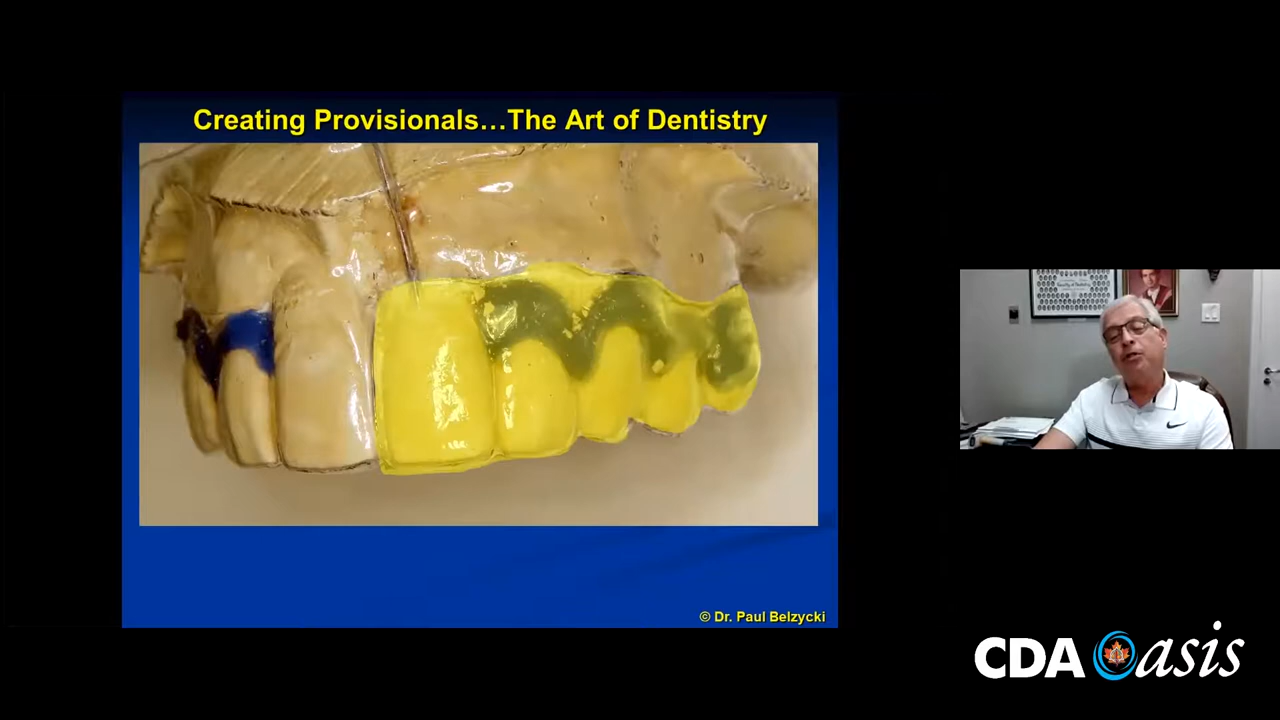 Creating Provisionals…The Art of Dentistry
© Dr. Paul Belzycki
CDA Oasis